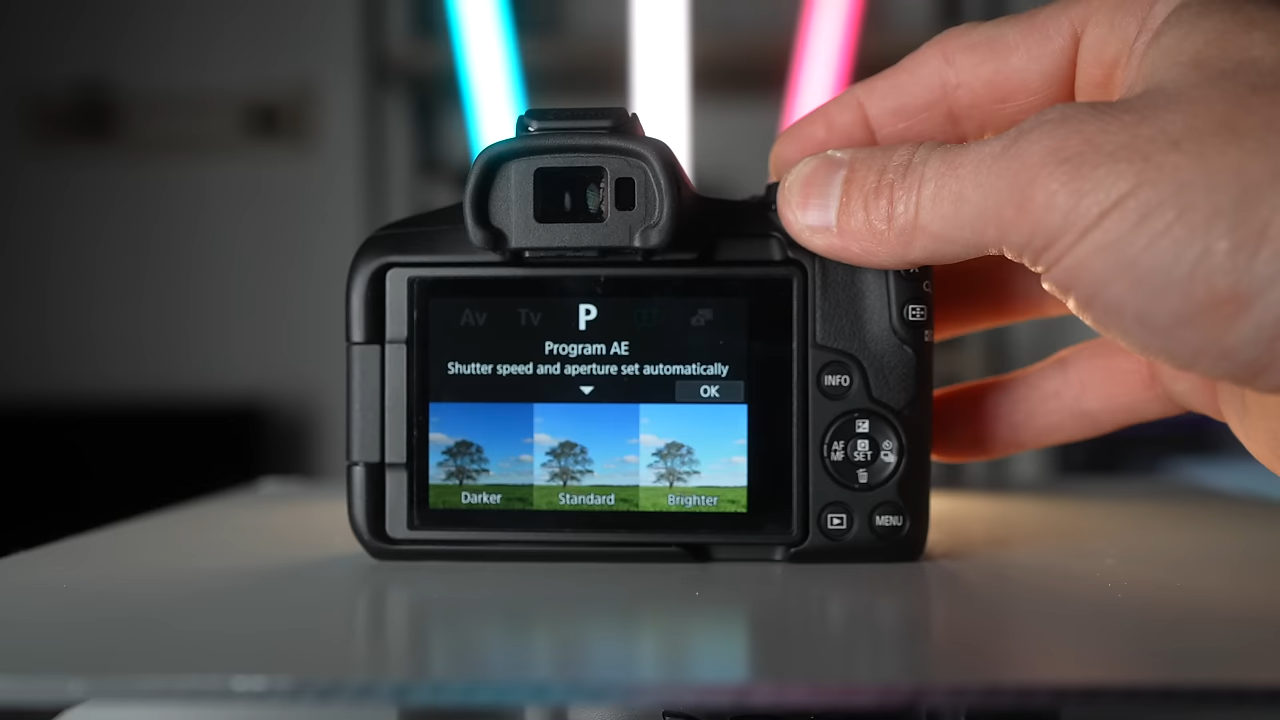 Av Tv P
Program AE
Shutter speed and aperture set automatically
OK
Darker Standard Brighter
INFO
AF
MF
SET
MENU